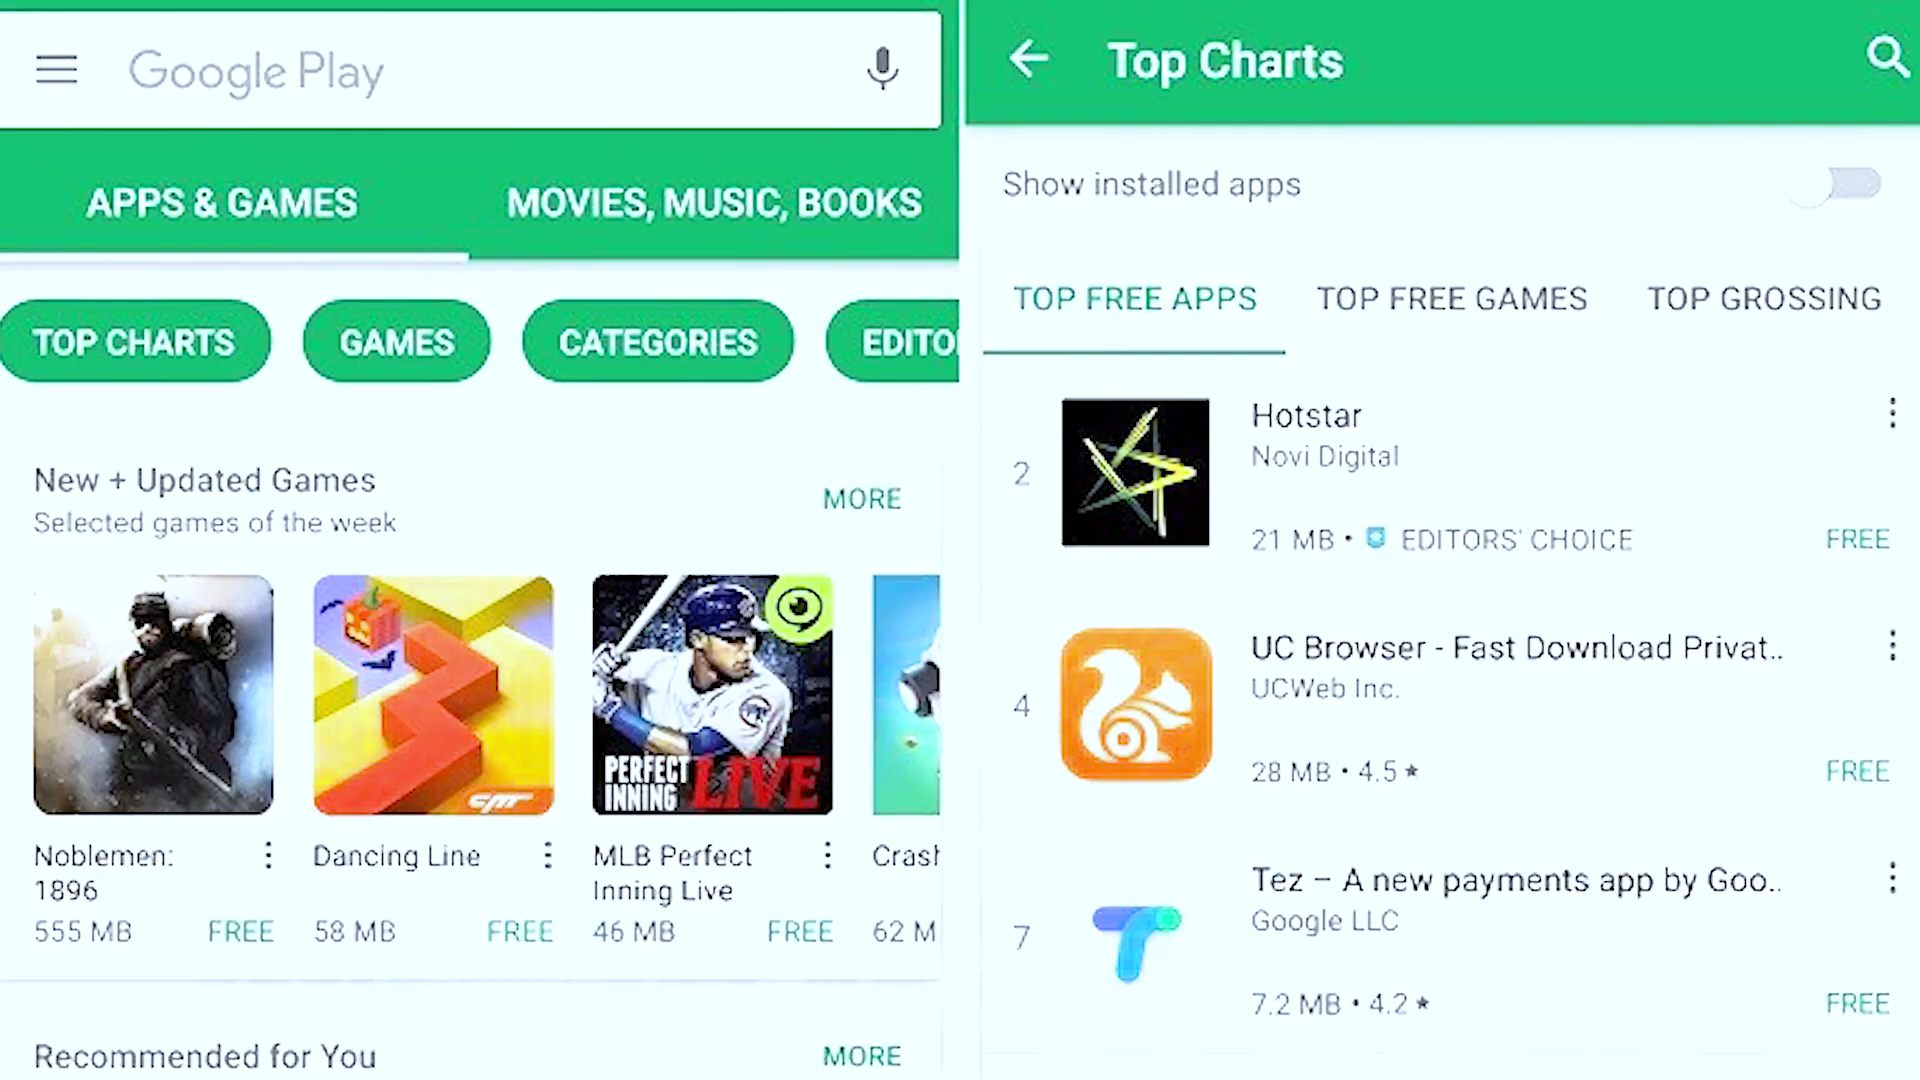 Google Play
APPS & GAMES
MOVIES, MUSIC, BOOKS
TOP CHARTS
GAMES
CATEGORIES
EDITO
New + Updated Games
Selected games of the week
MORE
PERFECT
INNING
LIVE
Noblemen:
1896
555 MB
FREE
Dancing Line
58 MB
FREE
MLB Perfect
Inning Live
46 MB
FREE
Crash
62 M
Recommended for You
MORE
Top Charts
Show installed apps
TOP FREE APPS
TOP FREE GAMES
TOP GROSSING
2
Hotstar
Novi Digital
21 MB • EDITORS' CHOICE
FREE
4
UC Browser - Fast Download Privat..
UCWeb Inc.
28 MB • 4.5 ★
FREE
7
Tez – A new payments app by Goo..
Google LLC
7.2 MB • 4.2 ★
FREE